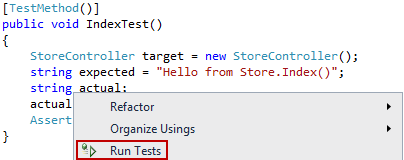 [TestMethod()]
public void IndexTest()
{
StoreController target = new StoreController();
string expected = "Hello from Store.Index()";
string actual;
actual
Assert
}
Refactor
Organize Usings
Run Tests